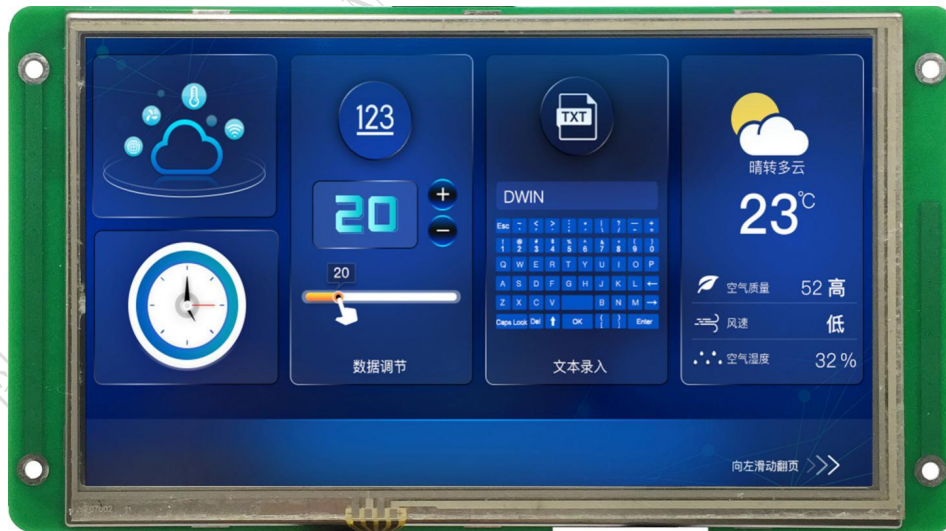 123
20
20
数据调节
TXT
DWIN
Esc
Q W E R T Y U I O P
A S D F G H J K L ←
Z X C V B N M →
Caps Lock Del ↑ OK { } Enter
文本录入
晴转多云
23℃
空气质量 52 高
风速 低
空气湿度 32 %
向左滑动翻页 >>>